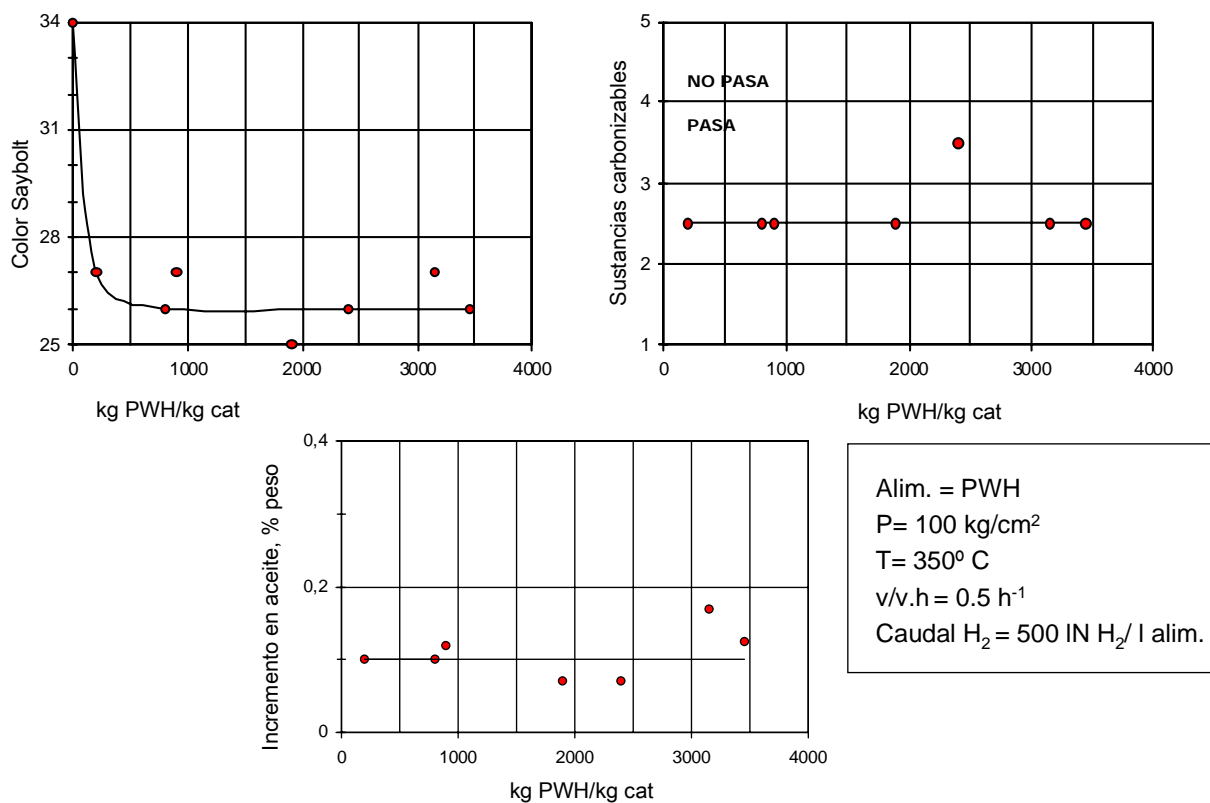 34
31
28
25
Color Saybolt
0 1000 2000 3000 4000
kg PWH/kg cat
5
4
3
2
1
Sustancias carbonizables
NO PASA
PASA
0 1000 2000 3000 4000
kg PWH/kg cat
0,4
0,2
0
Incremento en aceite, % peso
0 1000 2000 3000 4000
kg PWH/kg cat
Alim. = PWH
P= 100 kg/cm²
T= 350º C
v/v.h = 0.5 h⁻¹
Caudal H₂ = 500 lN H₂/ l alim.